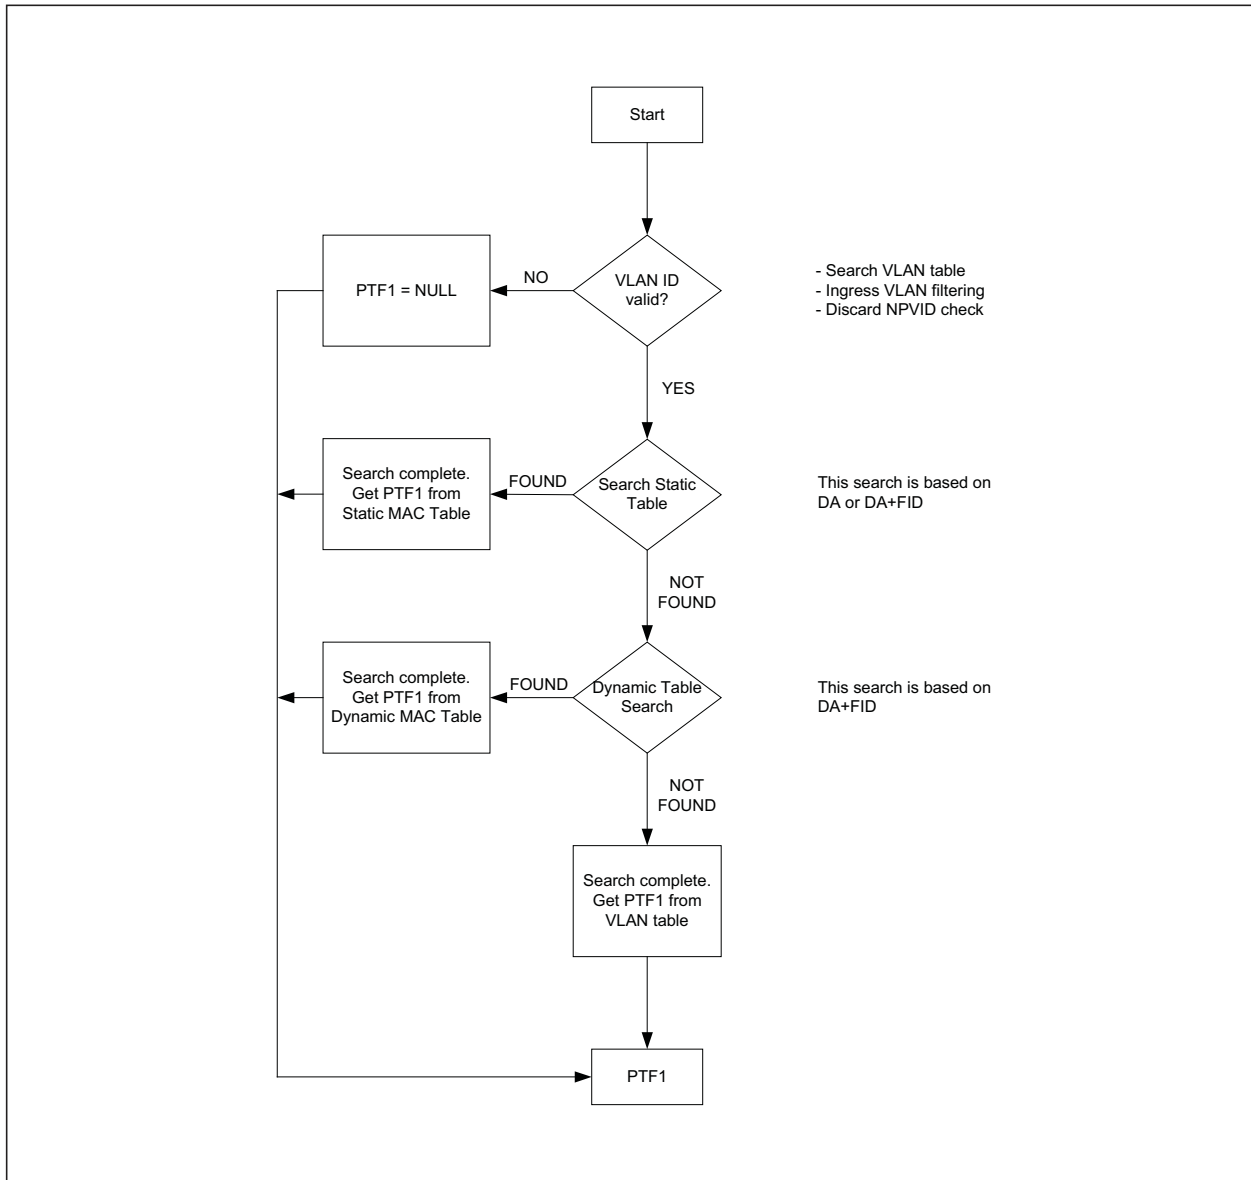 Start
VLAN ID
valid?
NO
PTF1 = NULL
- Search VLAN table
- Ingress VLAN filtering
- Discard NPVID check
YES
Search Static
Table
FOUND
Search complete.
Get PTF1 from
Static MAC Table
This search is based on
DA or DA+FID
NOT
FOUND
Dynamic Table
Search
FOUND
Search complete.
Get PTF1 from
Dynamic MAC Table
This search is based on
DA+FID
NOT
FOUND
Search complete.
Get PTF1 from
VLAN table
PTF1